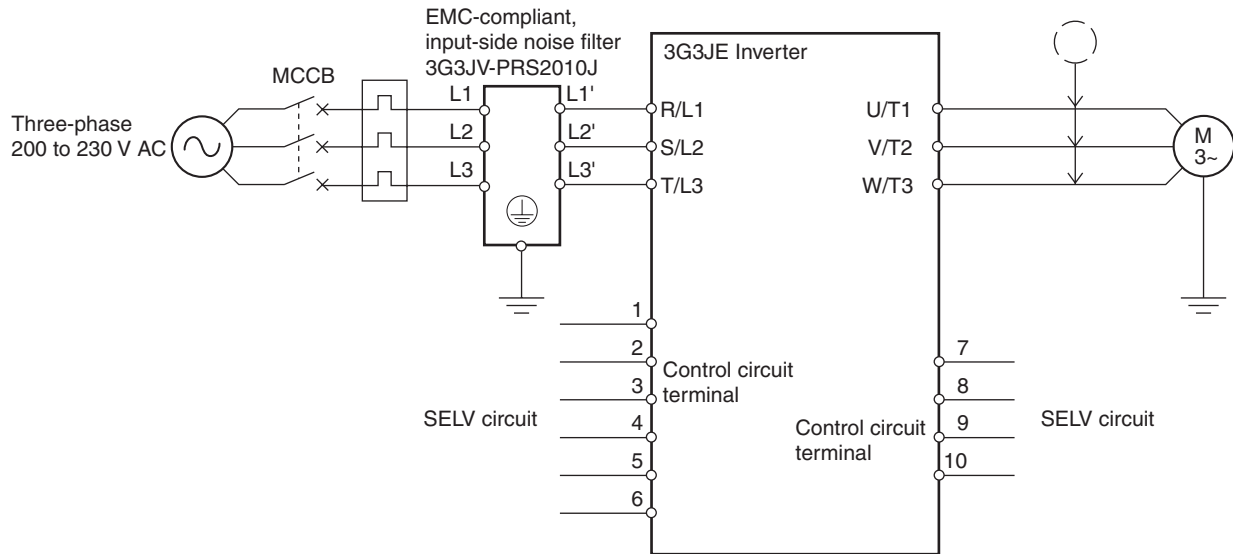 EMC-compliant,
input-side noise filter
3G3JV-PRS2010J
3G3JE Inverter
MCCB
Three-phase
200 to 230 V AC
L1
L1'
R/L1
U/T1
L2
L2'
S/L2
V/T2
L3
L3'
T/L3
W/T3
M
3~
1
2
3
4
5
6
Control circuit
terminal
SELV circuit
7
8
9
10
Control circuit
terminal
SELV circuit